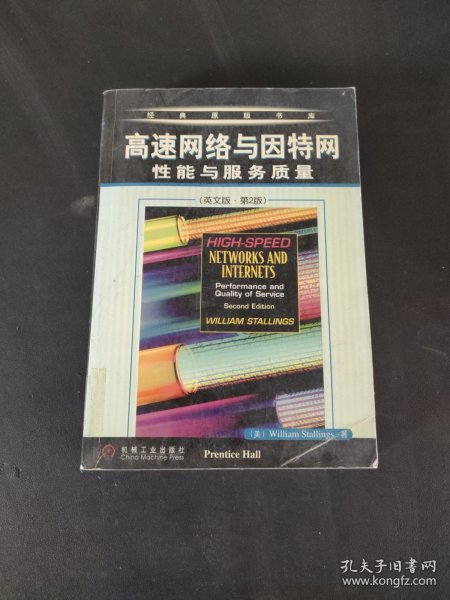 经典原版书库
高速网络与因特网
性能与服务质量
(英文版·第2版)
HIGH-SPEED
NETWORKS AND
INTERNETS
Performance and
Quality of Service
Second Edition
WILLIAM STALLINGS
(美) William Stallings 著
机械工业出版社
China Machine Press
Prentice Hall
孔夫子旧书网
www.kongfz.com